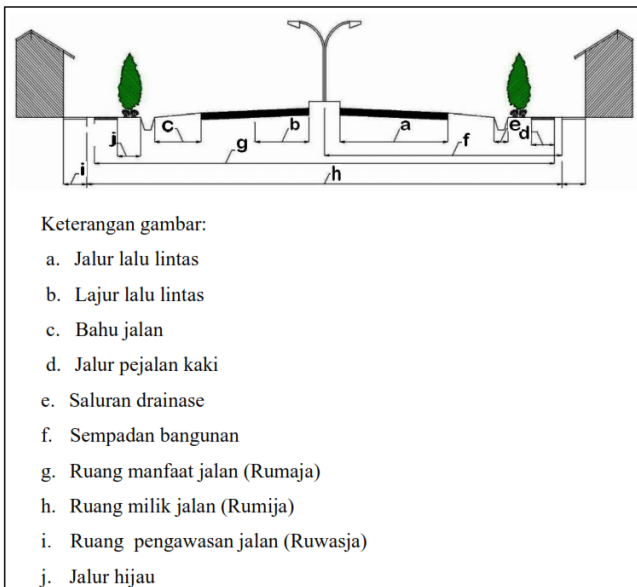 c b a e d
j g f
i h
Keterangan gambar:
a. Jalur lalu lintas
b. Lajur lalu lintas
c. Bahu jalan
d. Jalur pejalan kaki
e. Saluran drainase
f. Sempadan bangunan
g. Ruang manfaat jalan (Rumaja)
h. Ruang milik jalan (Rumija)
i. Ruang pengawasan jalan (Ruwasja)
j. Jalur hijau